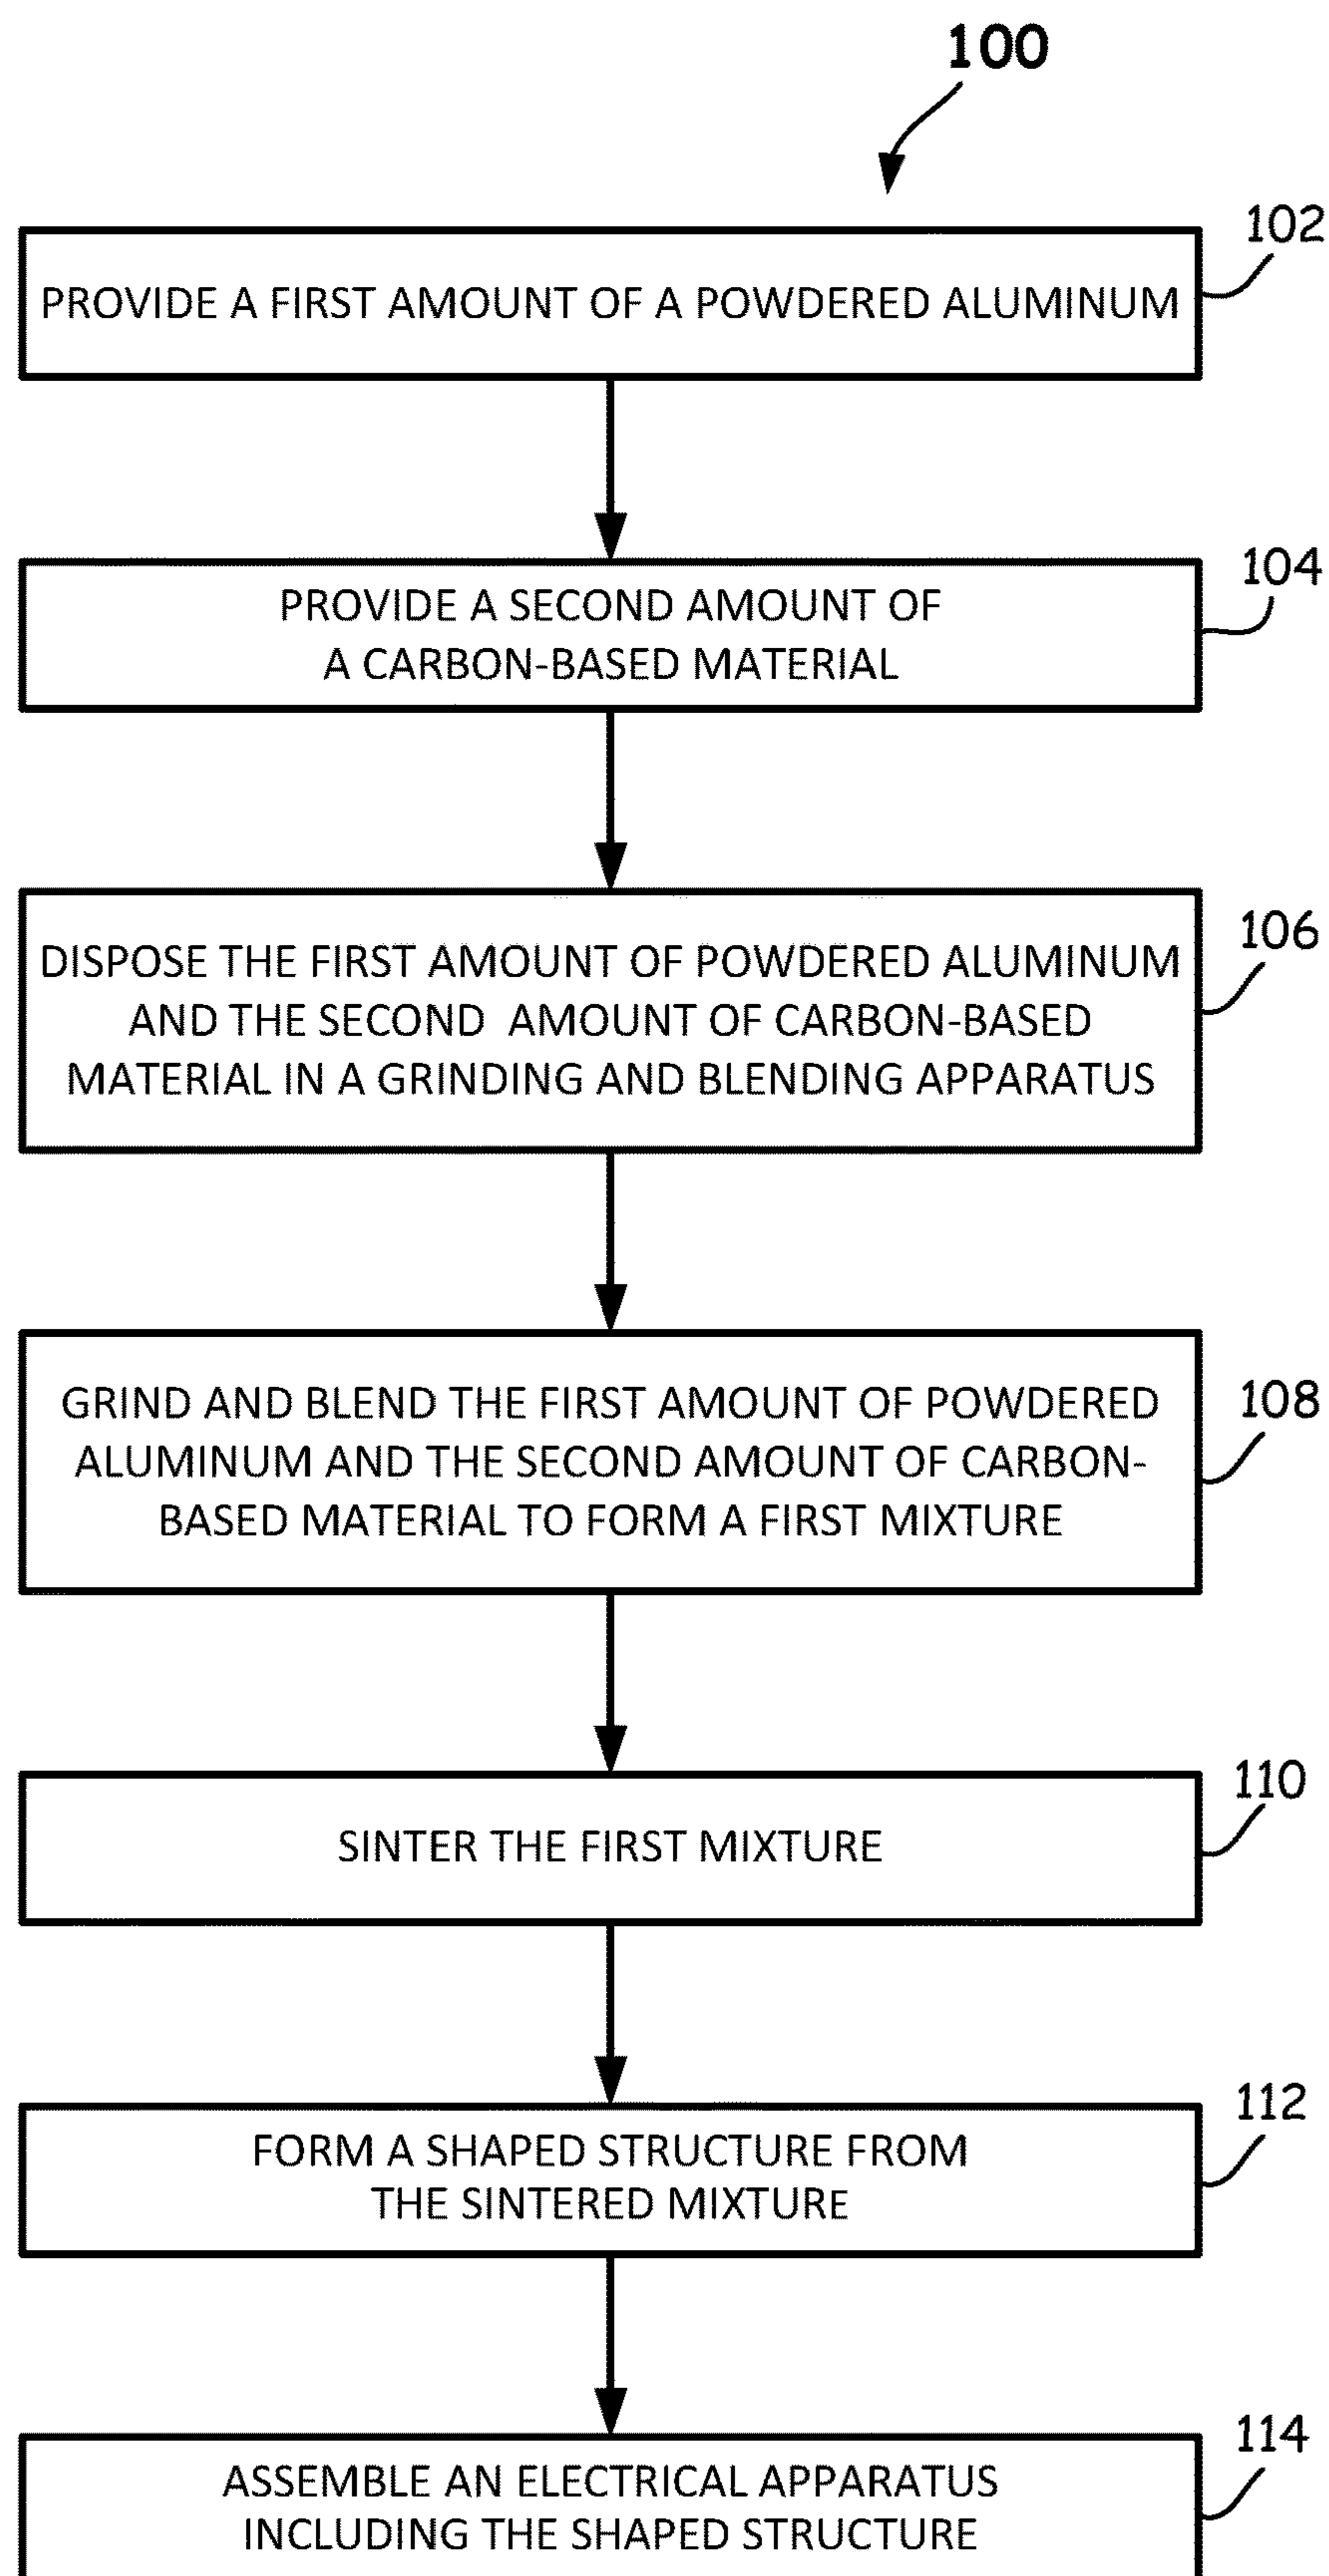 100
102
PROVIDE A FIRST AMOUNT OF A POWDERED ALUMINUM
104
PROVIDE A SECOND AMOUNT OF
A CARBON-BASED MATERIAL
106
DISPOSE THE FIRST AMOUNT OF POWDERED ALUMINUM
AND THE SECOND AMOUNT OF CARBON-BASED
MATERIAL IN A GRINDING AND BLENDING APPARATUS
108
GRIND AND BLEND THE FIRST AMOUNT OF POWDERED
ALUMINUM AND THE SECOND AMOUNT OF CARBON-
BASED MATERIAL TO FORM A FIRST MIXTURE
110
SINTER THE FIRST MIXTURE
112
FORM A SHAPED STRUCTURE FROM
THE SINTERED MIXTURE
114
ASSEMBLE AN ELECTRICAL APPARATUS
INCLUDING THE SHAPED STRUCTURE